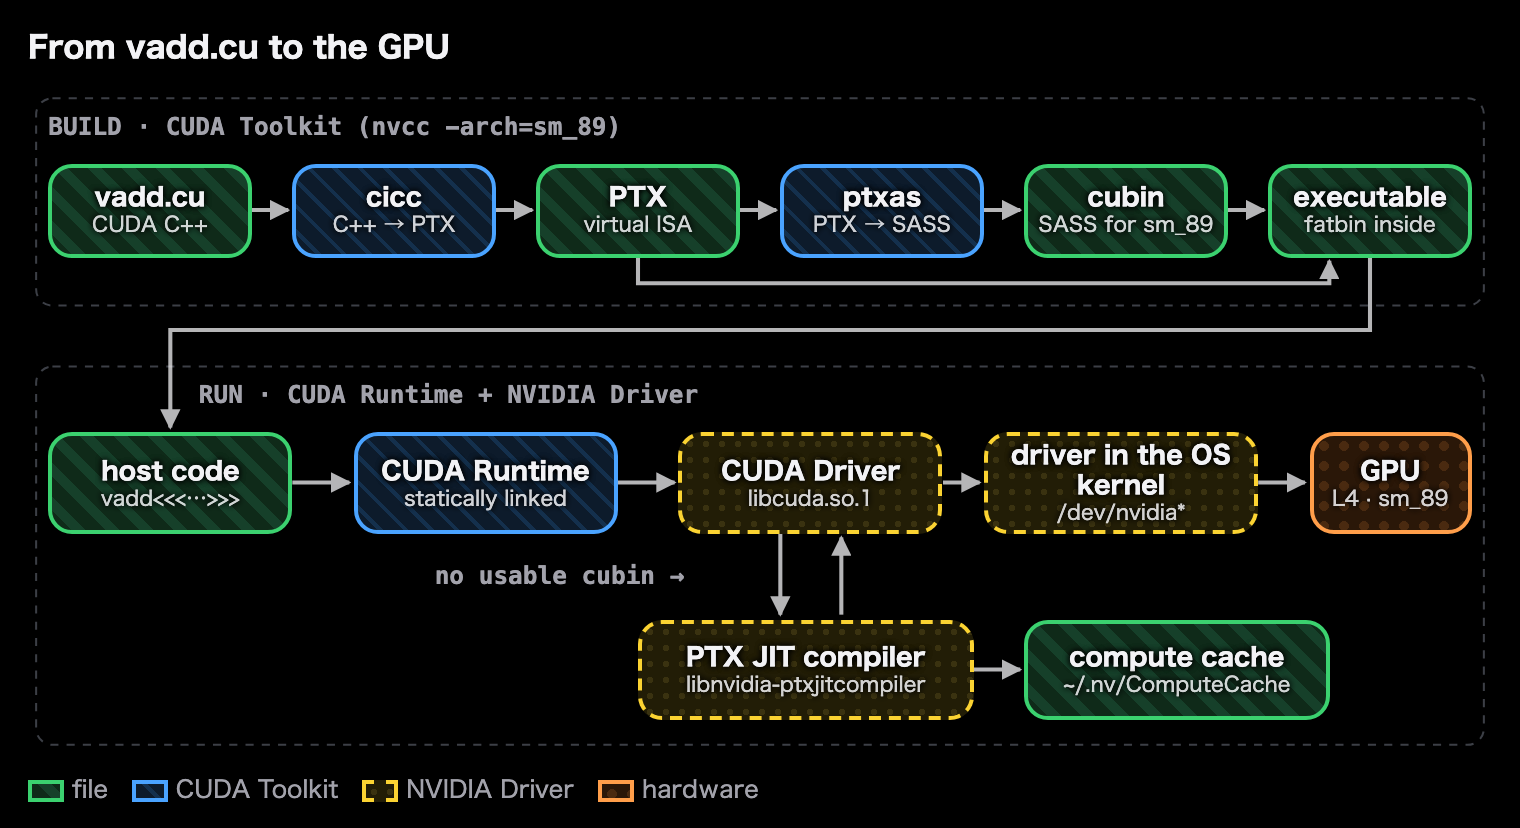 From vadd.cu to the GPU
BUILD · CUDA Toolkit (nvcc -arch=sm_89)
vadd.cu
CUDA C++
cicc
C++ → PTX
PTX
virtual ISA
ptxas
PTX → SASS
cubin
SASS for sm_89
executable
fatbin inside
RUN · CUDA Runtime + NVIDIA Driver
host code
vadd<<<···>>>
CUDA Runtime
statically linked
CUDA Driver
libcuda.so.1
driver in the OS
kernel
/dev/nvidia*
GPU
L4 · sm_89
no usable cubin →
PTX JIT compiler
libnvidia-ptxjitcompiler
compute cache
~/.nv/ComputeCache
file
CUDA Toolkit
NVIDIA Driver
hardware